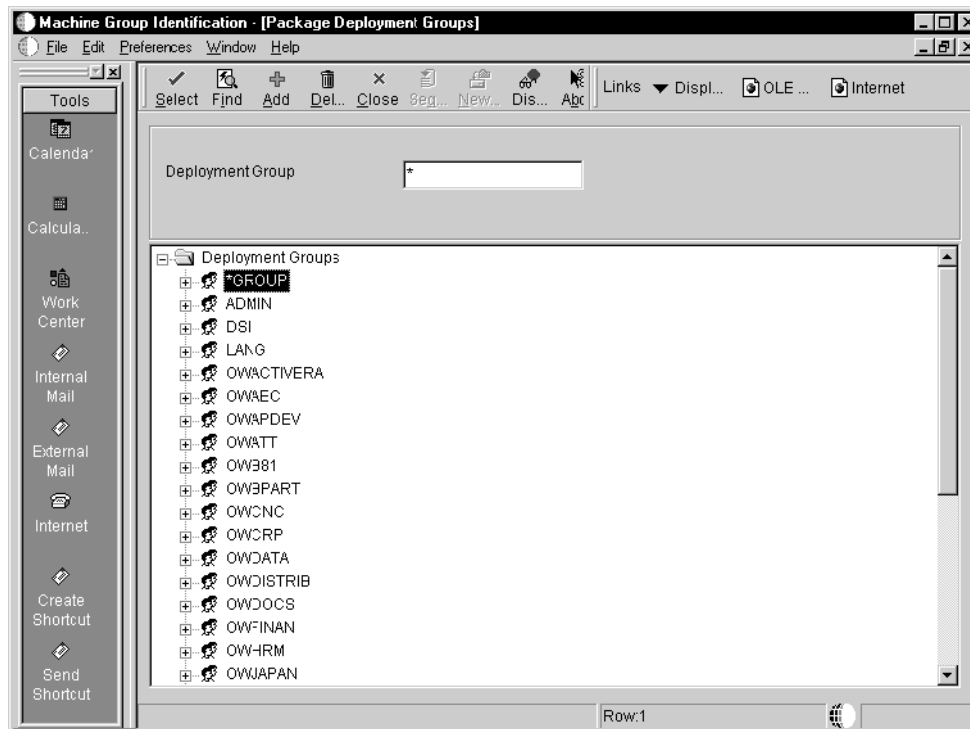 Machine Group Identification - [Package Deployment Groups]
File Edit Preferences Window Help
Tools
Calendar
Calcula..
Work
Center
Internal
Mail
External
Mail
Internet
Create
Shortcut
Send
Shortcut
Select Find Add Del... Close Seq... New... Dis... Abc Links Displ... OLE ... Internet
Deployment Group
*
Deployment Groups
*GROUP
ADMIN
DSI
LANG
OWACTIVERA
OWAEC
OWAPDEV
OWATT
OWB81
OWBPART
OWCNC
OWCRP
OWDATA
OWDISTRIB
OWDOCS
OWFINAN
OWHRM
OWJAPAN
Row:1